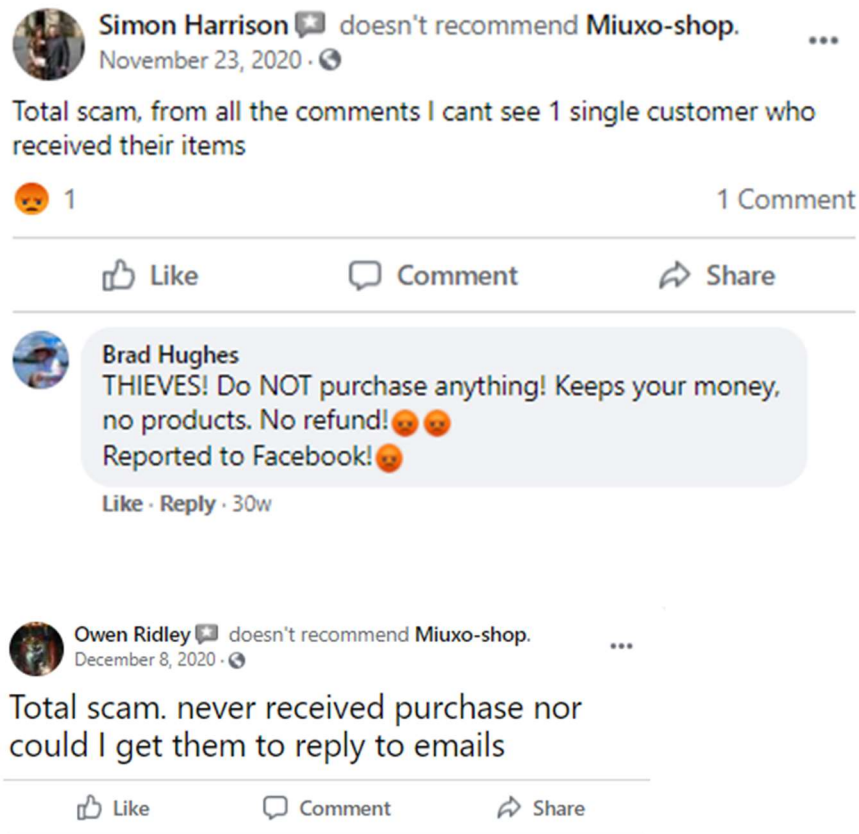 Simon Harrison doesn't recommend Miuxo-shop.
November 23, 2020 ·
Total scam, from all the comments I cant see 1 single customer who
received their items
😡 1 1 Comment
Like Comment Share
Brad Hughes
THIEVES! Do NOT purchase anything! Keeps your money,
no products. No refund!😡😡
Reported to Facebook!😡
Like · Reply · 30w
Owen Ridley doesn't recommend Miuxo-shop.
December 8, 2020 ·
Total scam. never received purchase nor
could I get them to reply to emails
Like Comment Share